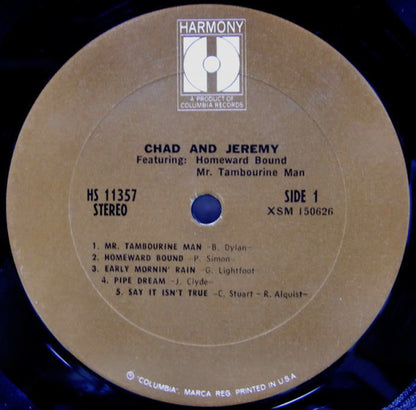 HARMONY
H
A PRODUCT OF
COLUMBIA RECORDS
CHAD AND JEREMY
Featuring: Homeward Bound
Mr. Tambourine Man
HS 11357
STEREO
SIDE 1
XSM 150626
1. MR. TAMBOURINE MAN -B. Dylan-
2. HOMEWARD BOUND -P. Simon-
3. EARLY MORNIN' RAIN -G. Lightfoot-
4. PIPE DREAM -J. Clyde-
5. SAY IT ISN'T TRUE -C. Stuart - R. Alquist-
Ⓟ "COLUMBIA", MARCA REG. PRINTED IN U.S.A.